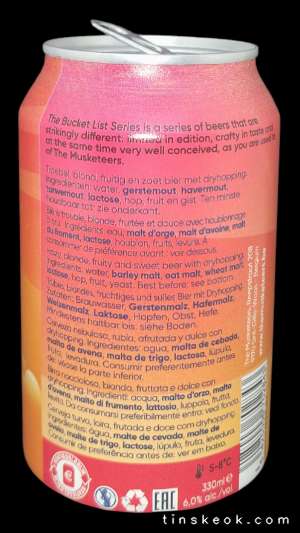 The Bucket List Series is a series of beers that are
strikingly different: limited in edition, crafty in taste and
at the same time very well conceived, as you are used to
of The Musketeers.
Troebel, blond, fruitig en zoet bier met dryhopping.
Ingrediënten: water, gerstemout, havermout,
tarwemout, lactose, hop, fruit en gist. Ten minste
houdbaar tot: zie onderkant.
Bière trouble, blonde, fruitée et sucrée avec houblonnage
Ingrédients: eau, malt d'orge, malt d'avoine, malt
du froment, lactose, houblon, fruits, levure. À
consommer de préférence avant: voir dessous.
Hazy, blonde, fruity and sweet beer with dryhopping.
Ingredients: water, barley malt, oat malt, wheat malt,
lactose, hop, fruit, yeast. Best before: see bottom
Trübes, blondes, fruchtiges und süßes Bier mit Dryhopping.
Zutaten: Brauwasser, Gerstenmalz, Hafermalz,
Weizenmalz, Laktose, Hopfen, Obst, Hefe.
Mindestens haltbar bis: siehe Boden.
Cerveza nebulosa, rubia, afrutada y dulce con
dryhopping. Ingredientes: agua, malta de cebada,
malta de avena, malta de trigo, lactosa, lúpulo,
fruta, levadura. Consumir preferentemente antes
de: véase la parte inferior.
Birra nocciolosa, bionda, fruttata e dolce con
dryhopping. Ingredienti: acqua, malto d'orzo, malto
d'avena, malto di frumento, lattosio, luppolo, frutta,
lievito. Da consumarsi preferibilmente entro: vedi fondo.
Cerveja turva, loira, frutada e doce com dryhopping.
Ingredientes: água, malte de cevada, malte de
aveia, malte de trigo, lactose, lúpulo, fruta, levedura.
Consumir de preferência antes de: ver em baixo.
The Musketeers,
5-8°C
330ml e
6,0% alc/vol
EAC
tinskeok.com